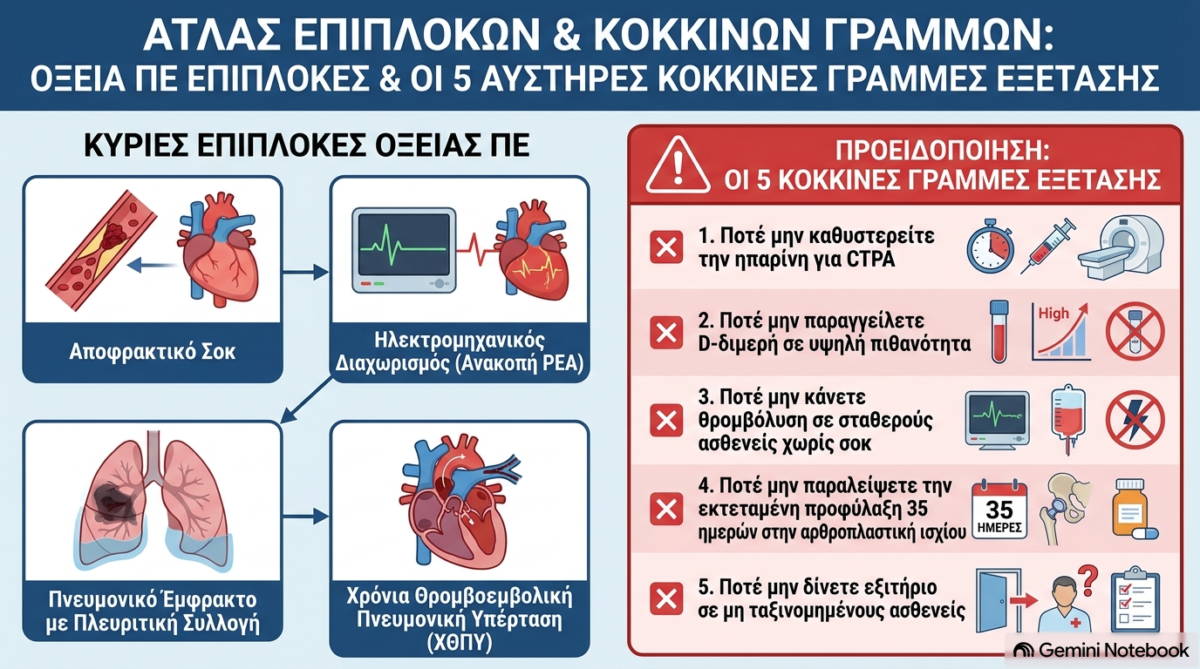 ΑΤΛΑΣ ΕΠΙΠΛΟΚΩΝ & ΚΟΚΚΙΝΩΝ ΓΡΑΜΜΩΝ:
ΟΞΕΙΑ ΠΕ ΕΠΙΠΛΟΚΕΣ & ΟΙ 5 ΑΥΣΤΗΡΕΣ ΚΟΚΚΙΝΕΣ ΓΡΑΜΜΕΣ ΕΞΕΤΑΣΗΣ
ΚΥΡΙΕΣ ΕΠΙΠΛΟΚΕΣ ΟΞΕΙΑΣ ΠΕ
Αποφρακτικό Σοκ
Ηλεκτρομηχανικός
Διαχωρισμός (Ανακοπή PEA)
Πνευμονικό Έμφρακτο
με Πλευριτική Συλλογή
Χρόνια Θρομβοεμβολική
Πνευμονική Υπέρταση
(ΧΘΠΥ)
ΠΡΟΕΙΔΟΠΟΙΗΣΗ:
ΟΙ 5 ΚΟΚΚΙΝΕΣ ΓΡΑΜΜΕΣ ΕΞΕΤΑΣΗΣ
1. Ποτέ μην καθυστερείτε
την ηπαρίνη για CTPA
2. Ποτέ μην παραγγείλετε
D-διμερή σε υψηλή πιθανότητα
High
3. Ποτέ μην κάνετε
θρομβόλυση σε σταθερούς
ασθενείς χωρίς σοκ
4. Ποτέ μην παραλείψετε την
εκτεταμένη προφύλαξη 35
ημερών στην αρθροπλαστική ισχίου
35
ΗΜΕΡΕΣ
5. Ποτέ μην δίνετε εξιτήριο
σε μη ταξινομημένους ασθενείς
?
Gemini Notebook